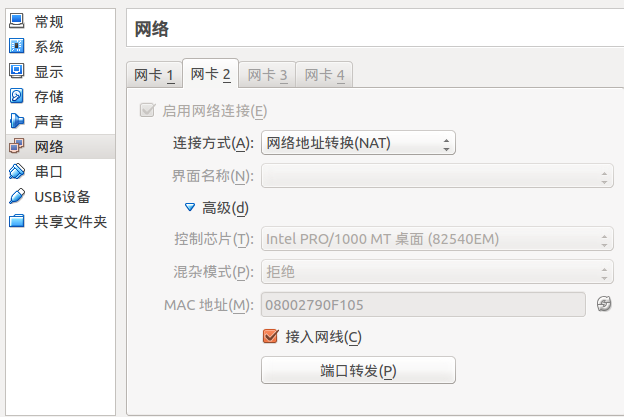 常规
系统
显示
存储
声音
网络
串口
USB设备
共享文件夹
网络
网卡 1 网卡 2 网卡 3 网卡 4
启用网络连接(E)
连接方式(A): 网络地址转换(NAT)
界面名称(N):
高级(d)
控制芯片(T): Intel PRO/1000 MT 桌面 (82540EM)
混杂模式(P): 拒绝
MAC 地址(M): 08002790F105
接入网线(C)
端口转发(P)